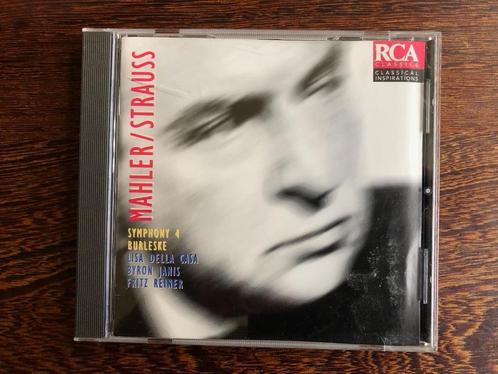 MAHLER/STRAUSS
SYMPHONY 4
BURLESKE
LISA DELLA CASA
BYRON JANIS
FRITZ REINER
RCA
CLASSICS
CLASSICAL
INSPIRATIONS